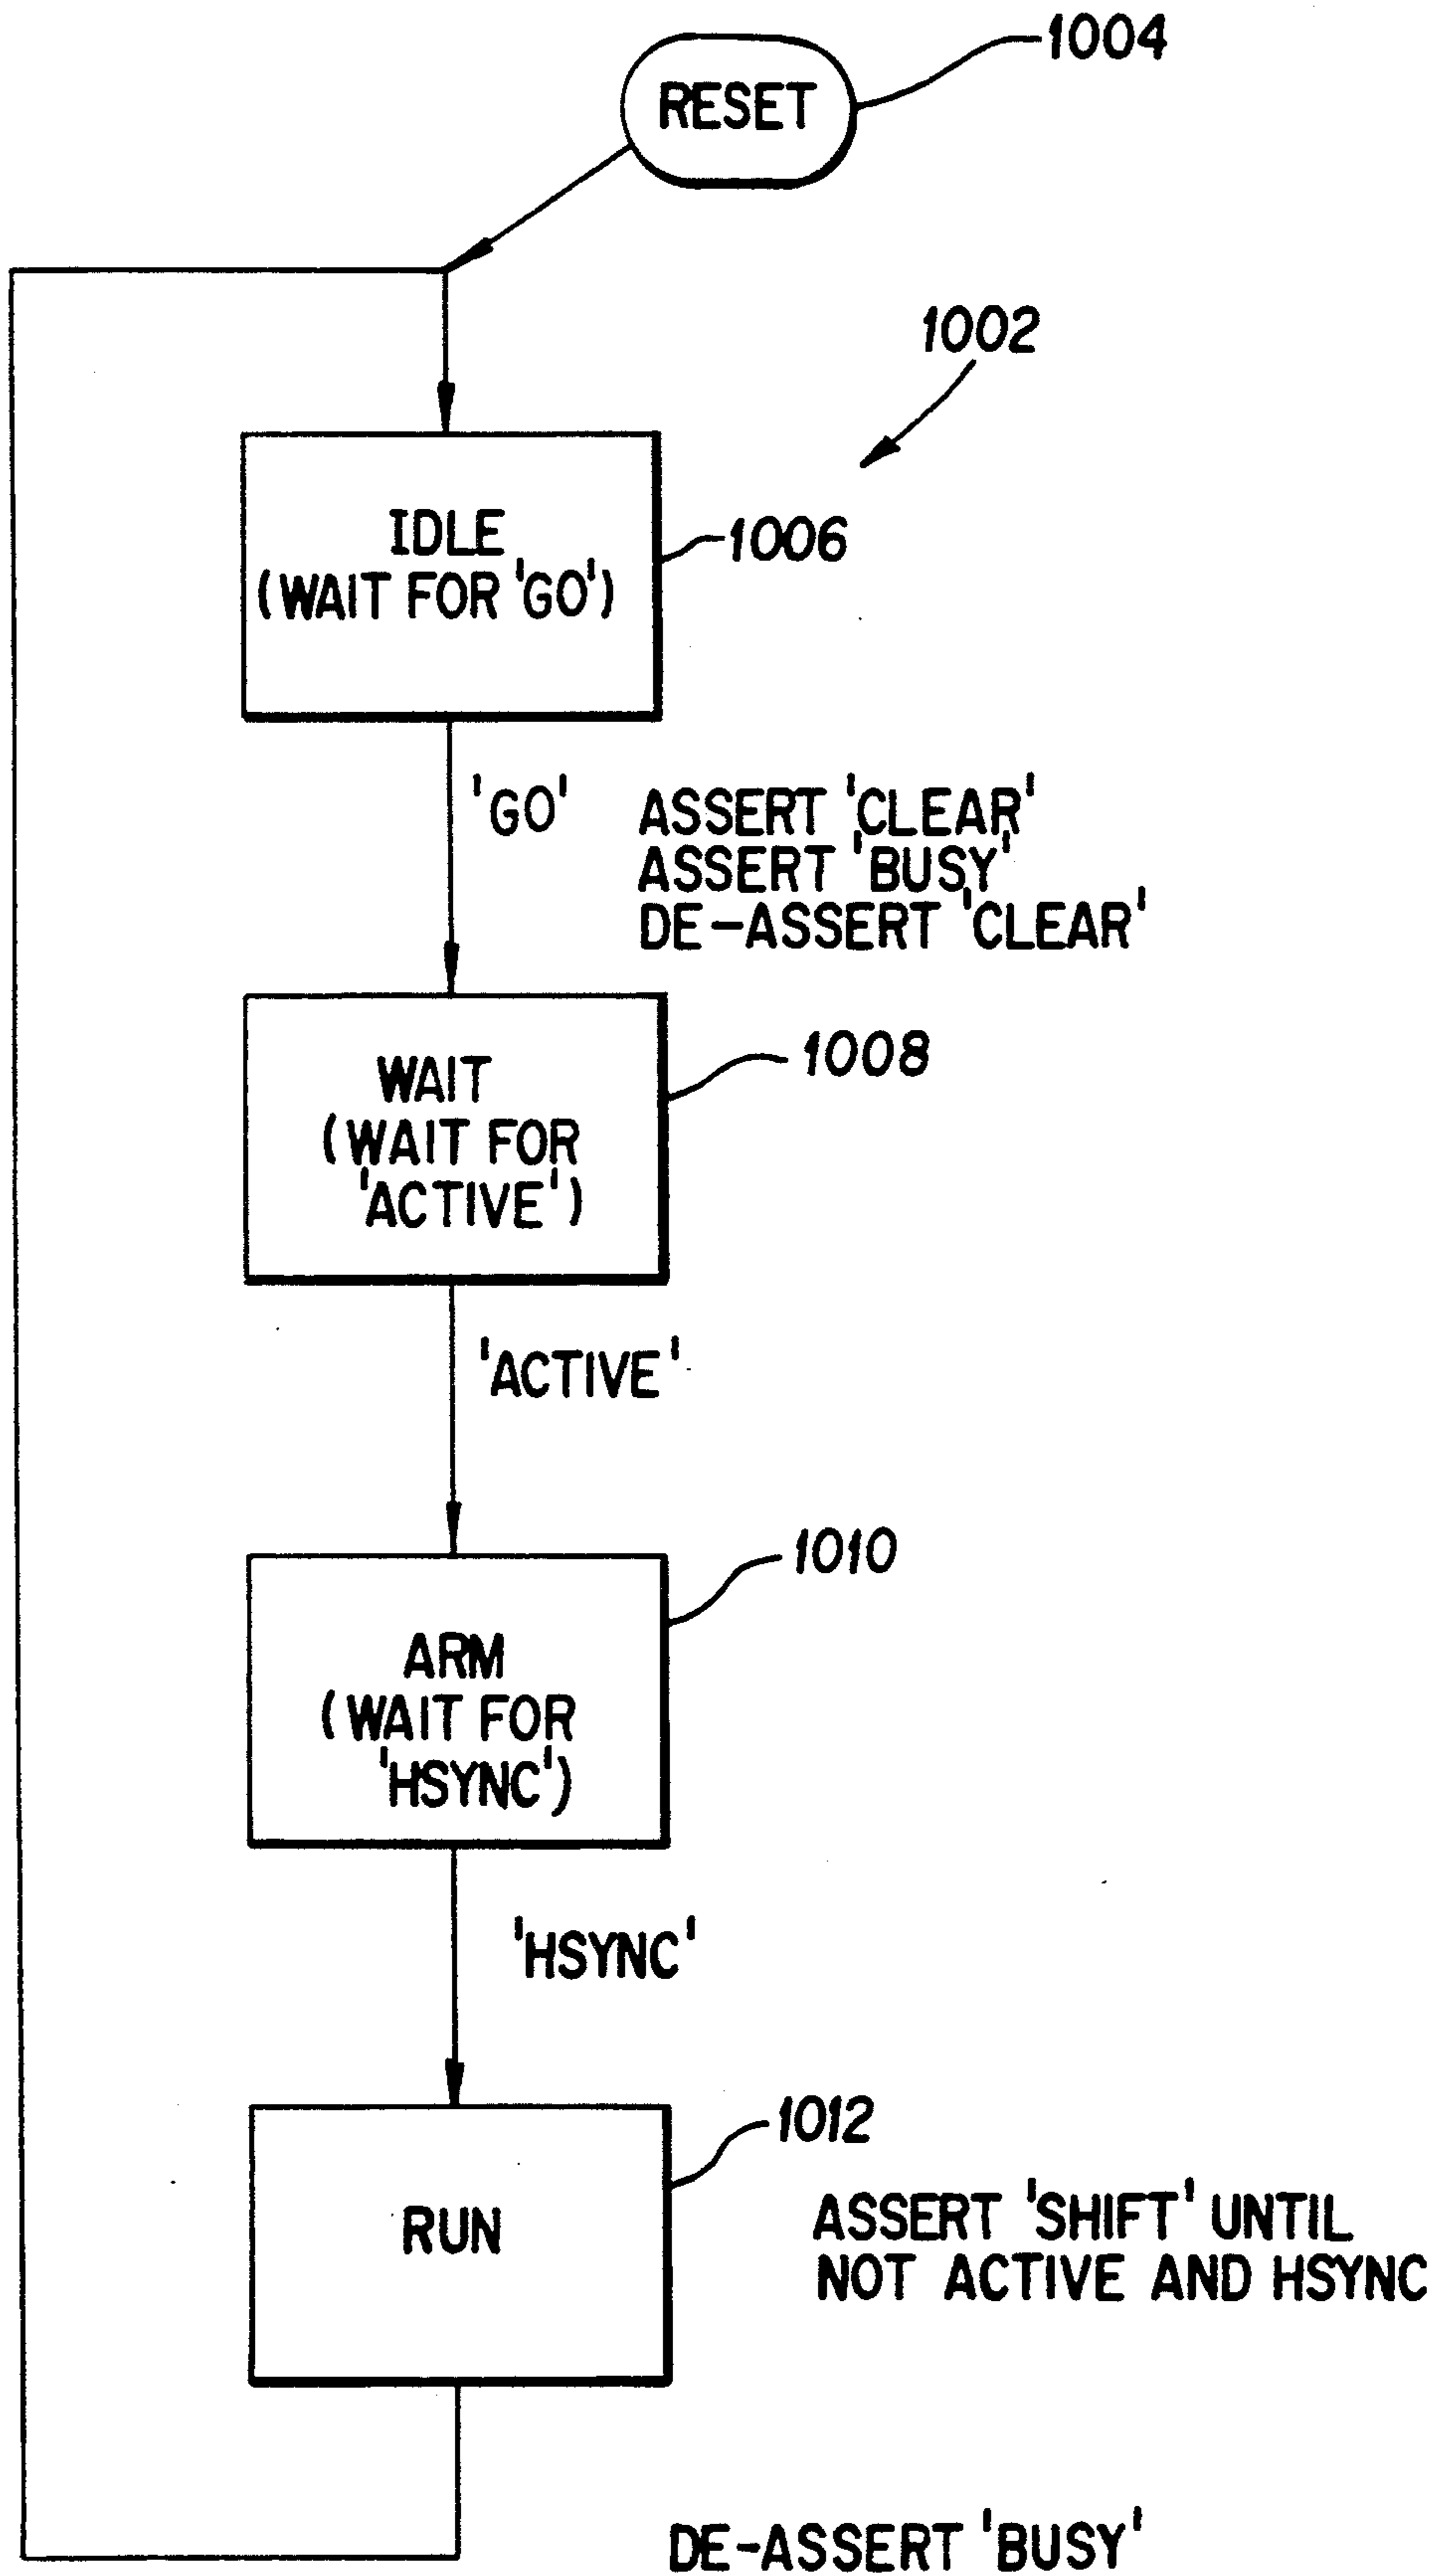 1004
RESET
1002
IDLE
(WAIT FOR 'GO')
1006
'GO'
ASSERT 'CLEAR'
ASSERT 'BUSY'
DE-ASSERT 'CLEAR'
WAIT
(WAIT FOR
'ACTIVE')
1008
'ACTIVE'
1010
ARM
(WAIT FOR
'HSYNC')
'HSYNC'
1012
RUN
ASSERT 'SHIFT' UNTIL
NOT ACTIVE AND HSYNC
DE-ASSERT 'BUSY'